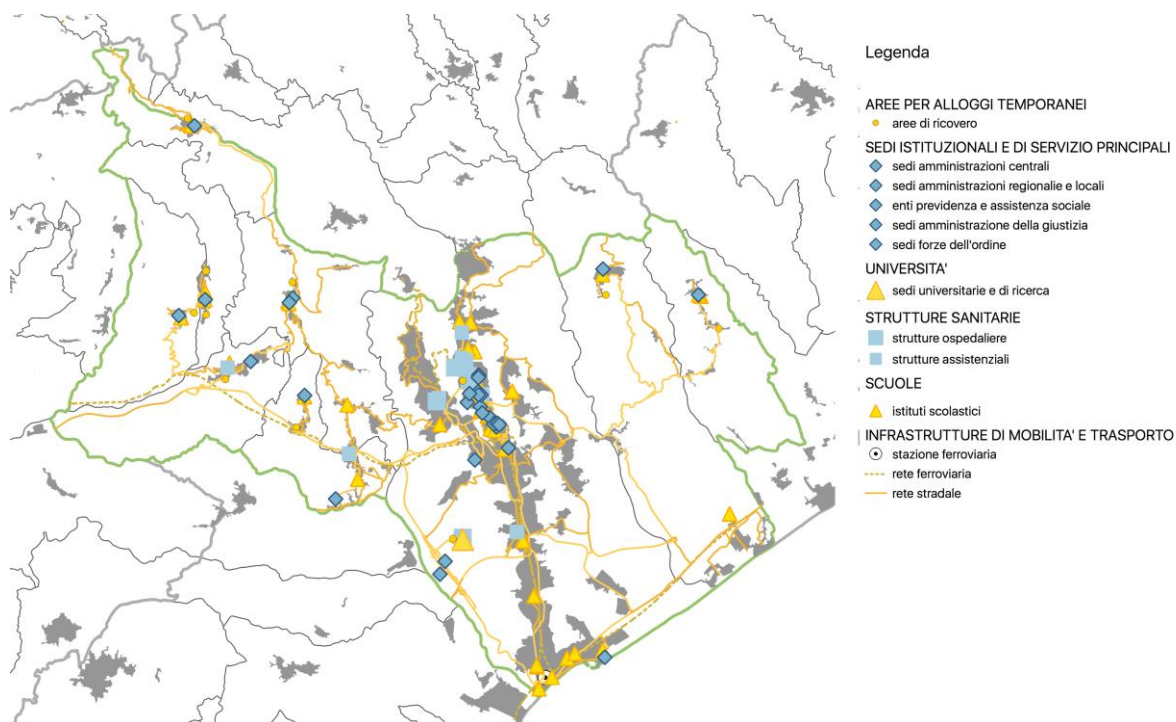 Legenda
AREE PER ALLOGGI TEMPORANEI
aree di ricovero
SEDI ISTITUZIONALI E DI SERVIZIO PRINCIPALI
sedi amministrazioni centrali
sedi amministrazioni regionalie e locali
enti previdenza e assistenza sociale
sedi amministrazione della giustizia
sedi forze dell'ordine
UNIVERSITA'
sedi universitarie e di ricerca
STRUTTURE SANITARIE
strutture ospedaliere
strutture assistenziali
SCUOLE
istituti scolastici
INFRASTRUTTURE DI MOBILITA' E TRASPORTO
stazione ferroviaria
rete ferroviaria
rete stradale